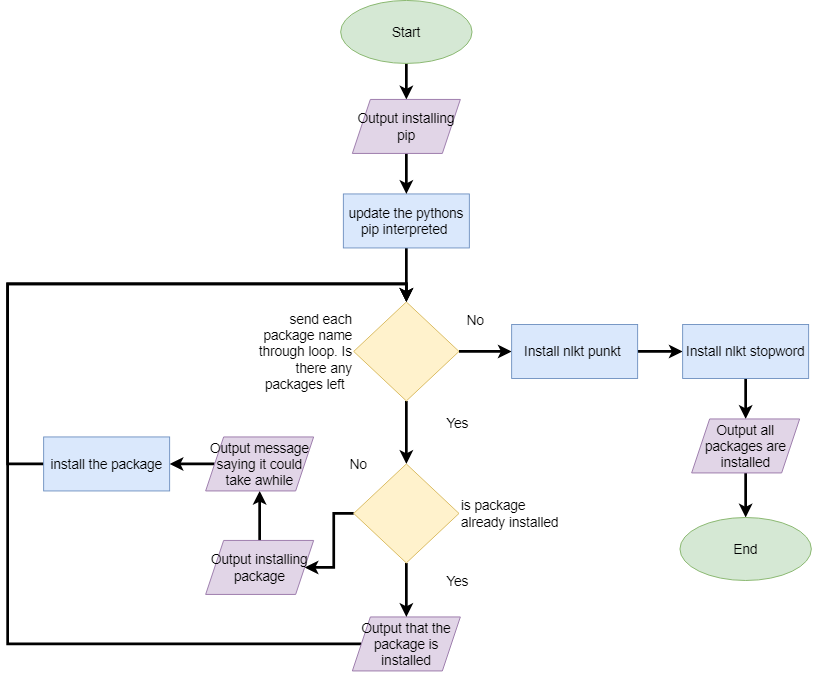 Start
Output installing
pip
update the pythons
pip interpreted
send each
package name
through loop. Is
there any
packages left
No
Install nlkt punkt
Install nlkt stopword
Yes
Output all
packages are
installed
install the package
Output message
saying it could
take awhile
No
is package
already installed
Output installing
package
End
Yes
Output that the
package is
installed